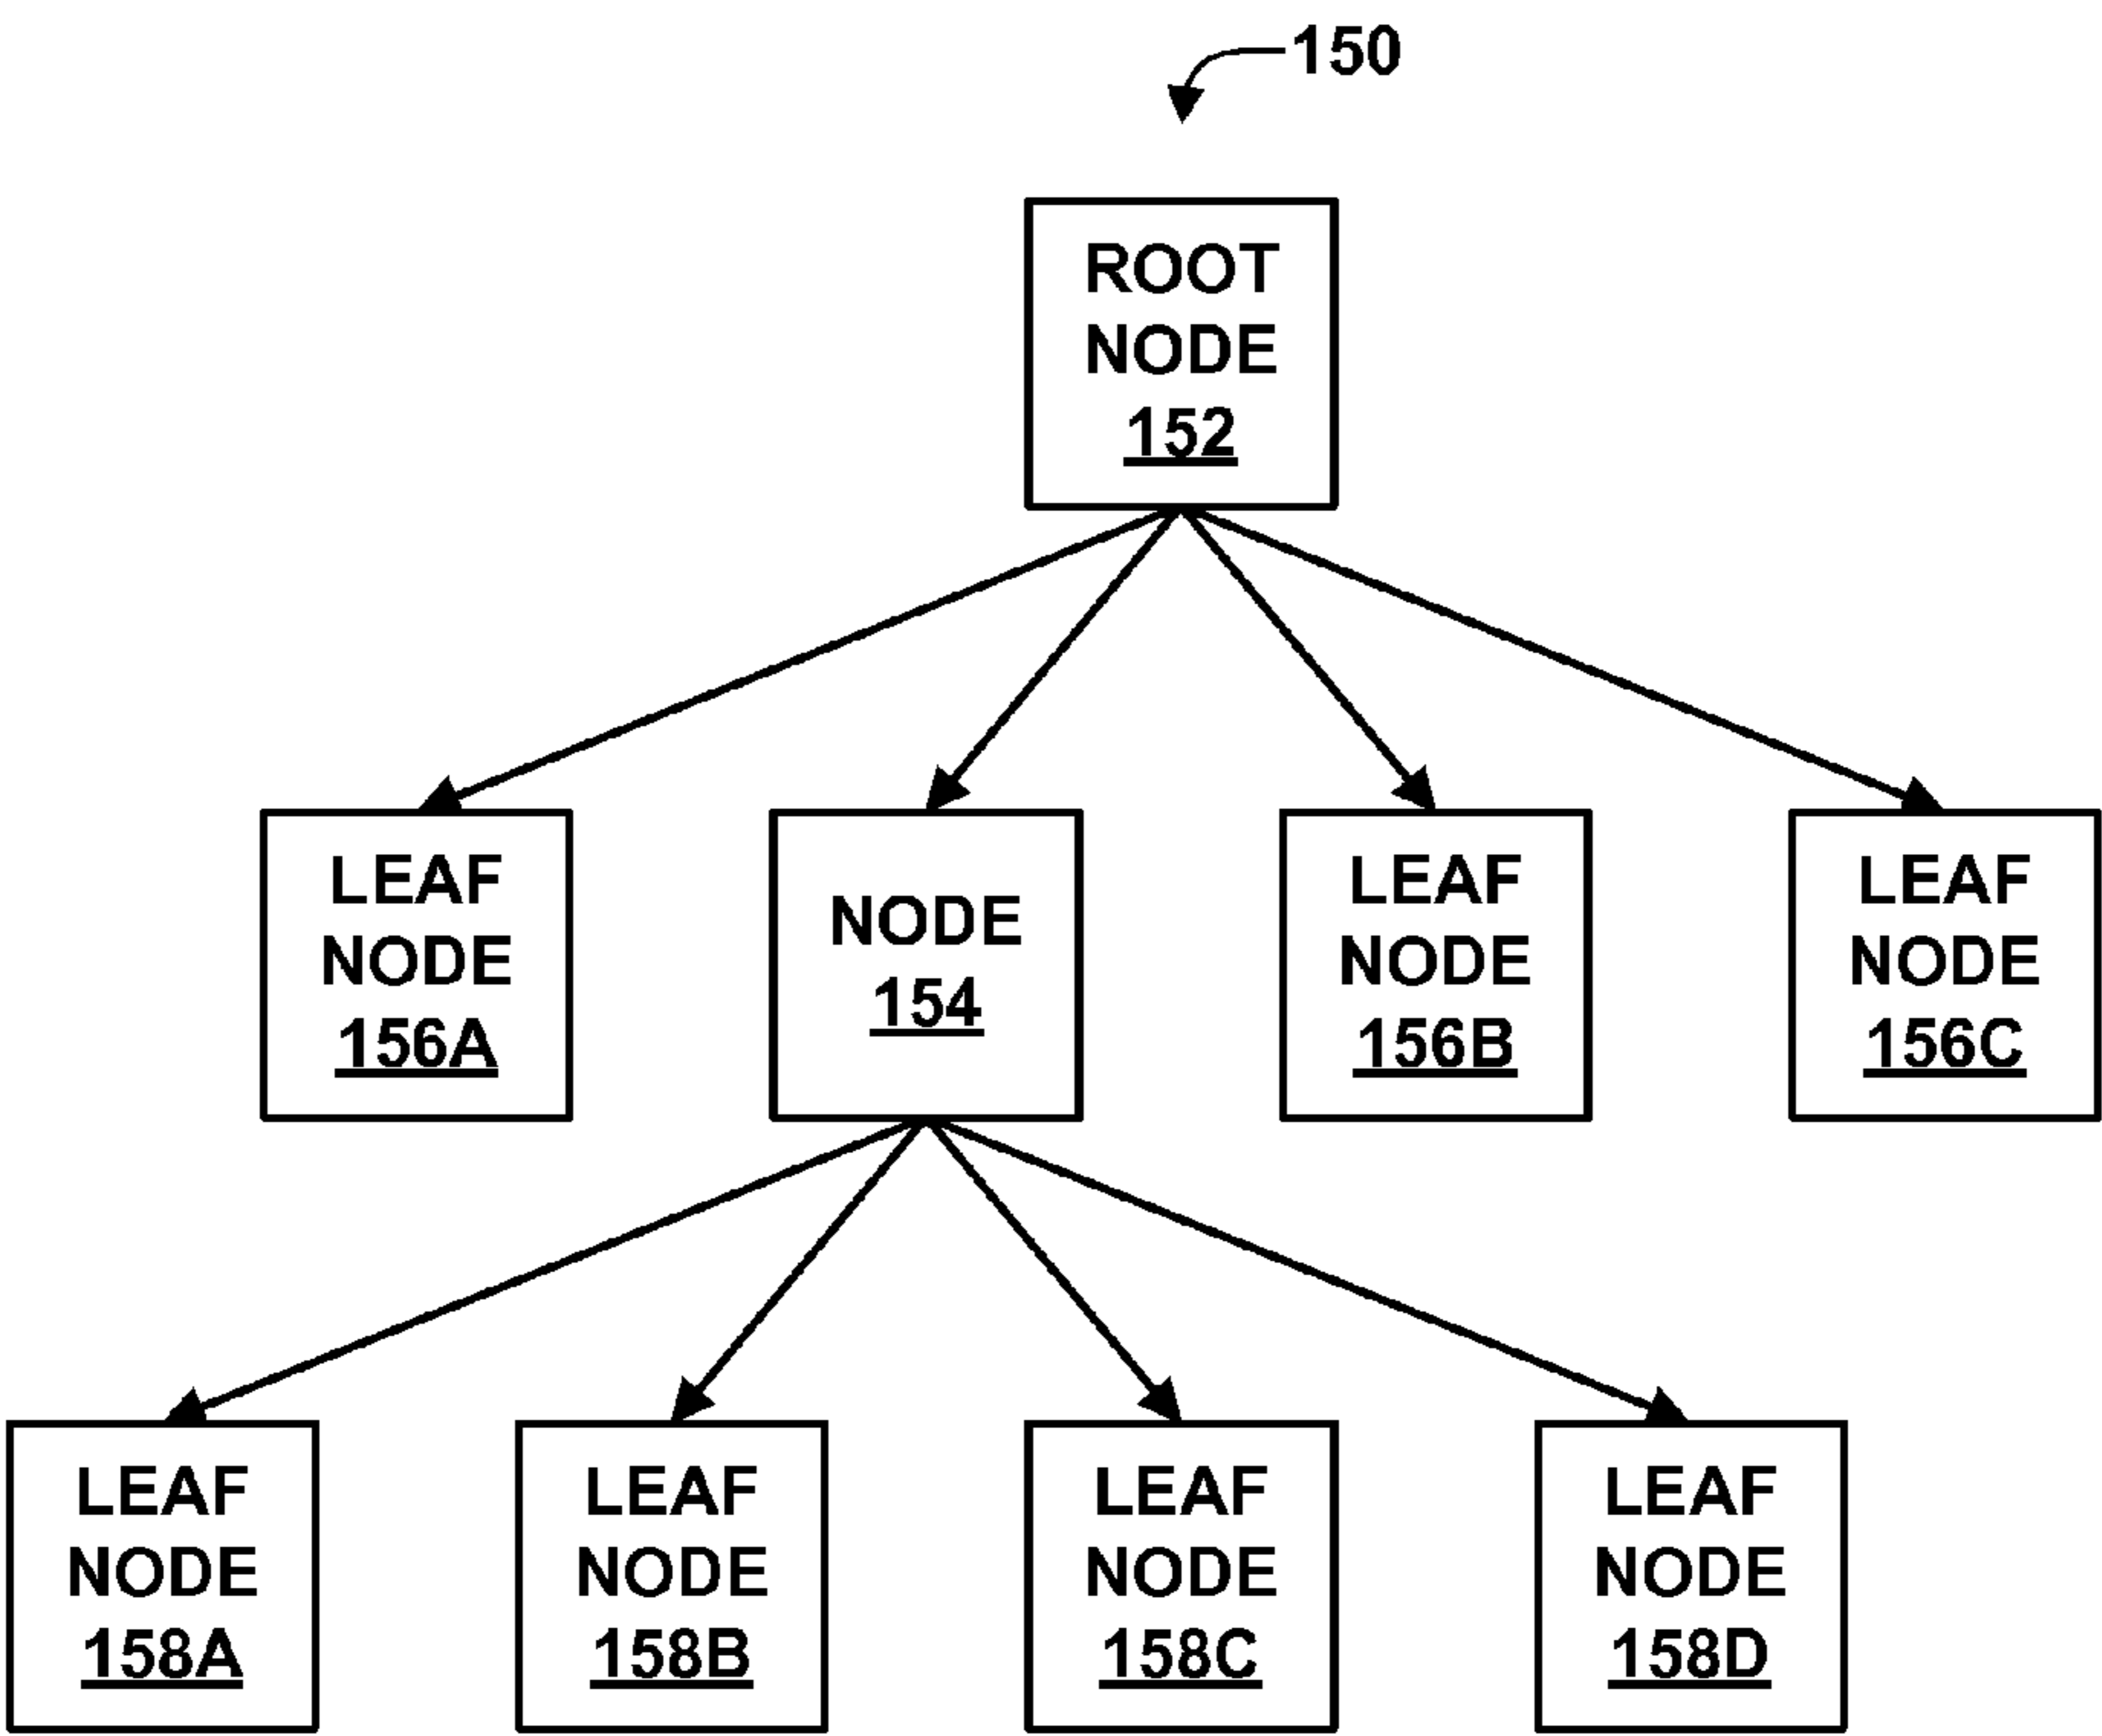 150
ROOT
NODE
152
LEAF
NODE
156A
NODE
154
LEAF
NODE
156B
LEAF
NODE
156C
LEAF
NODE
158A
LEAF
NODE
158B
LEAF
NODE
158C
LEAF
NODE
158D